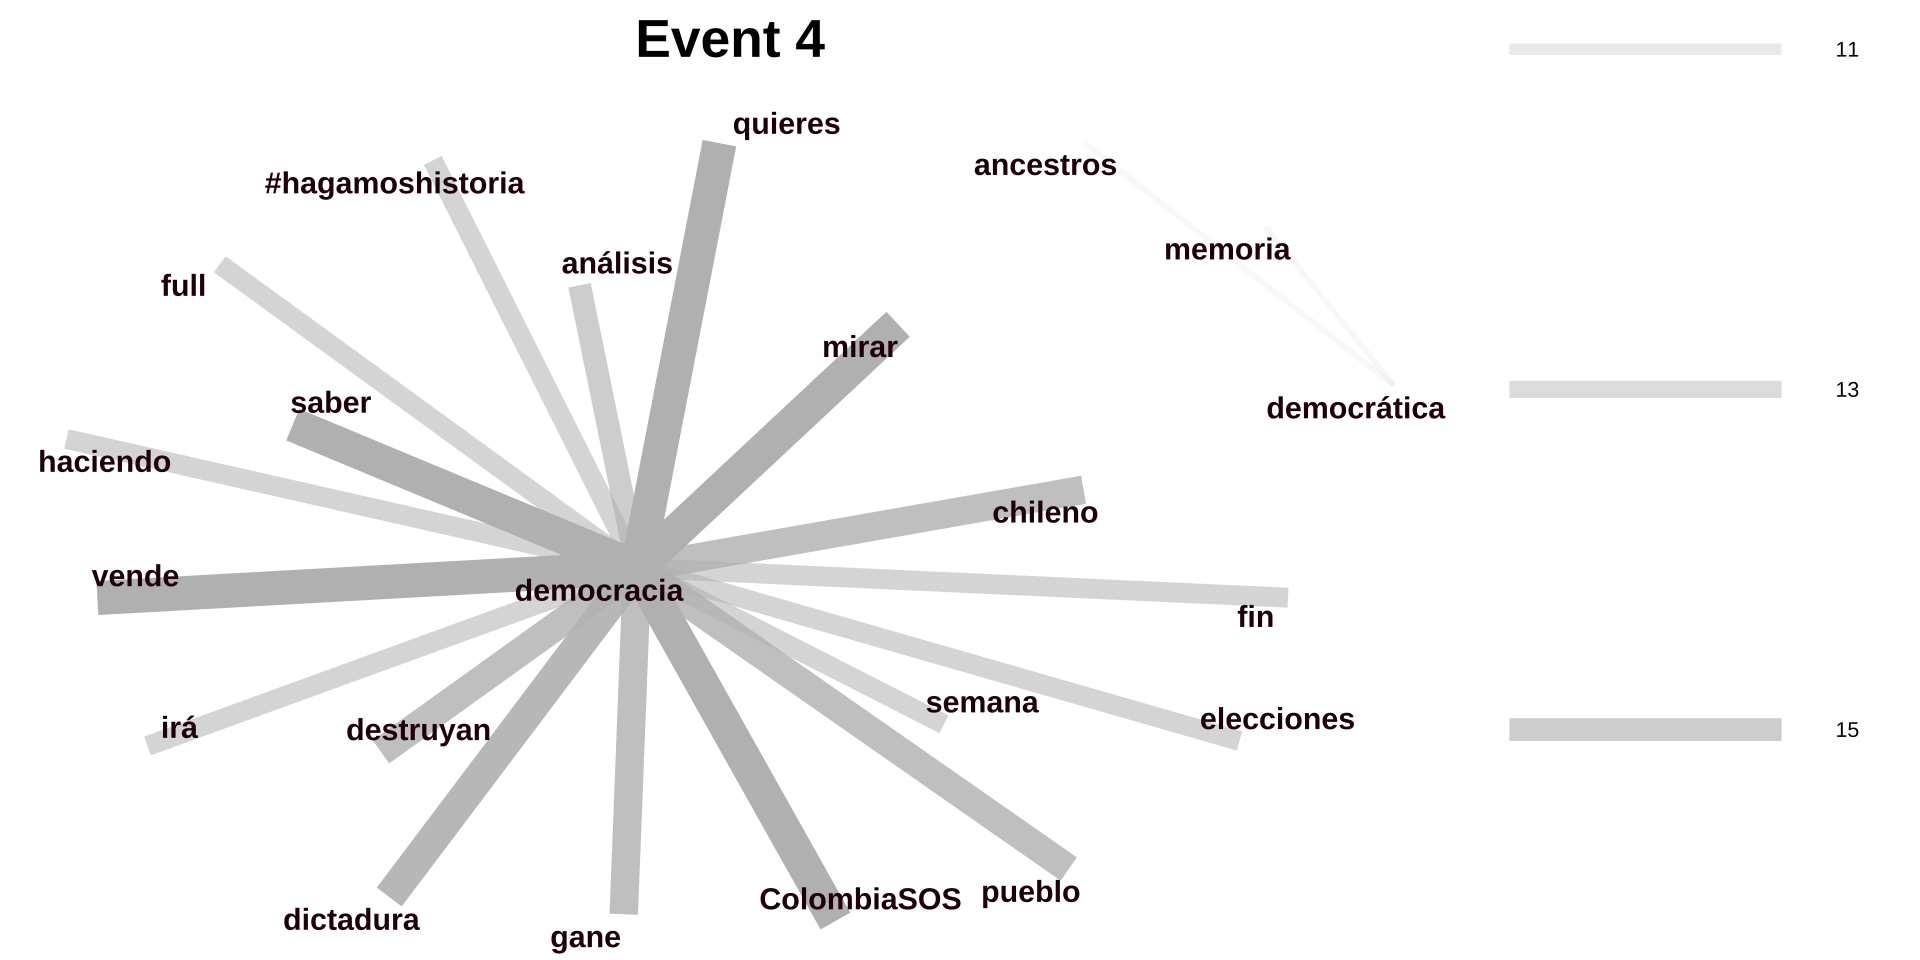 Event 4
11
quieres
ancestros
#hagamoshistoria
memoria
análisis
full
mirar
13
saber
democrática
haciendo
chileno
vende
democracia
fin
semana
elecciones
irá
destruyan
15
pueblo
ColombiaSOS
dictadura
gane